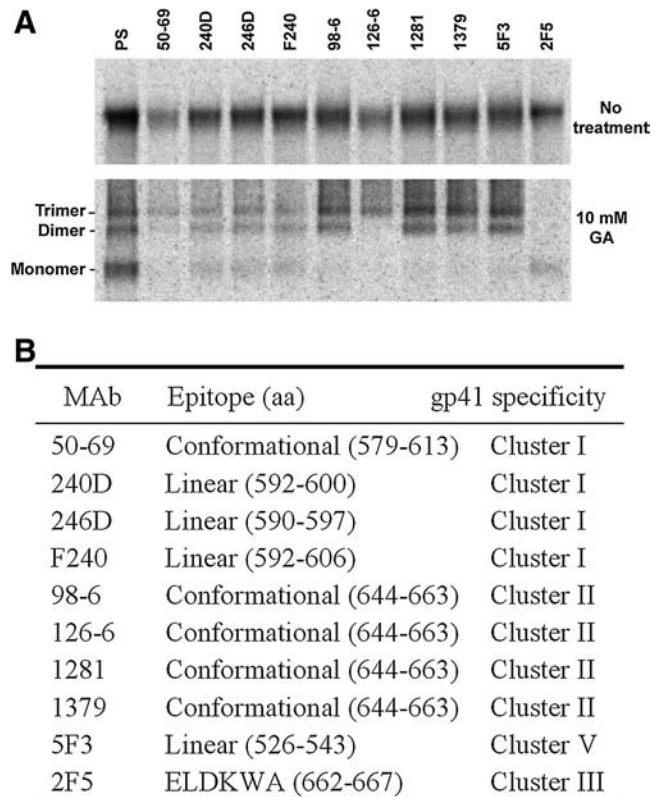 A
PS 50-69 240D 246D F240 98-6 126-6 1281 1379 5F3 2F5
No treatment
Trimer
Dimer
Monomer
10 mM GA
B
MAb Epitope (aa) gp41 specificity
50-69 Conformational (579-613) Cluster I
240D Linear (592-600) Cluster I
246D Linear (590-597) Cluster I
F240 Linear (592-606) Cluster I
98-6 Conformational (644-663) Cluster II
126-6 Conformational (644-663) Cluster II
1281 Conformational (644-663) Cluster II
1379 Conformational (644-663) Cluster II
5F3 Linear (526-543) Cluster V
2F5 ELDKWA (662-667) Cluster III